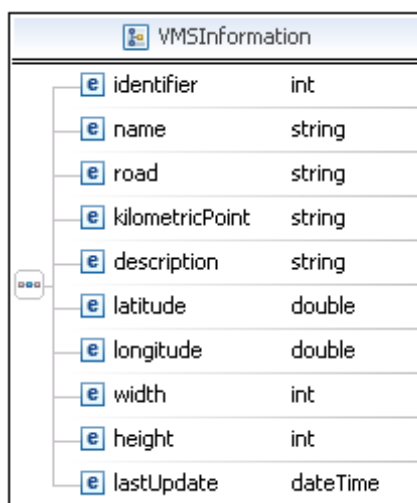 VMSInformation
e identifier int
e name string
e road string
e kilometricPoint string
e description string
e latitude double
e longitude double
e width int
e height int
e lastUpdate dateTime